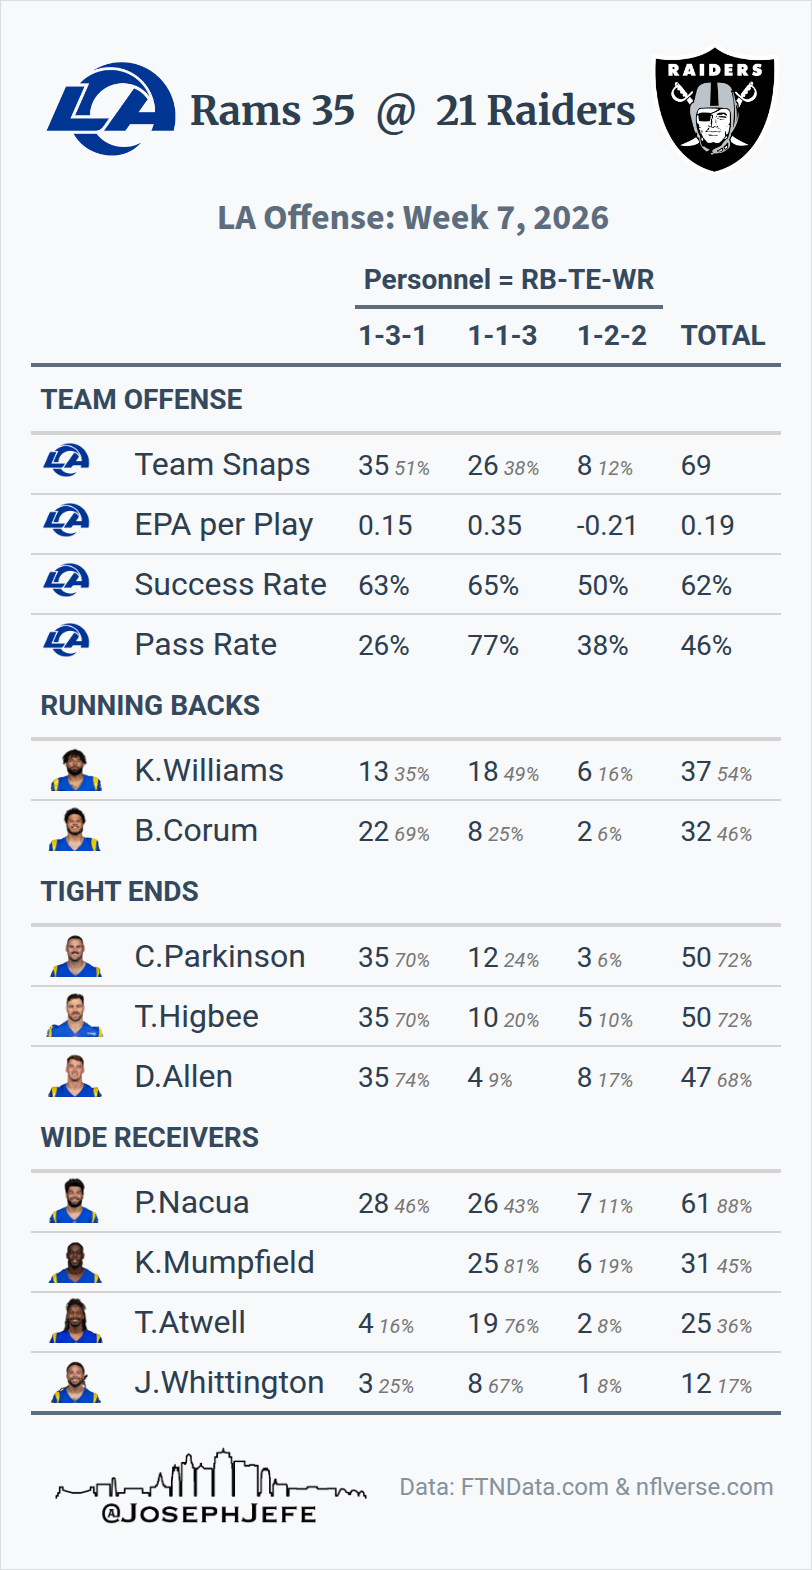 RAIDERS
Rams 35 @ 21 Raiders
LA Offense: Week 7, 2026
Personnel = RB-TE-WR
1-3-1 1-1-3 1-2-2 TOTAL
TEAM OFFENSE
LA Team Snaps 35 51% 26 38% 8 12% 69
LA EPA per Play 0.15 0.35 -0.21 0.19
LA Success Rate 63% 65% 50% 62%
LA Pass Rate 26% 77% 38% 46%
RUNNING BACKS
K.Williams 13 35% 18 49% 6 16% 37 54%
B.Corum 22 69% 8 25% 2 6% 32 46%
TIGHT ENDS
C.Parkinson 35 70% 12 24% 3 6% 50 72%
T.Higbee 35 70% 10 20% 5 10% 50 72%
D.Allen 35 74% 4 9% 8 17% 47 68%
WIDE RECEIVERS
P.Nacua 28 46% 26 43% 7 11% 61 88%
K.Mumpfield 25 81% 6 19% 31 45%
T.Atwell 4 16% 19 76% 2 8% 25 36%
J.Whittington 3 25% 8 67% 1 8% 12 17%
@JosephJefe
Data: FTNData.com & nflverse.com